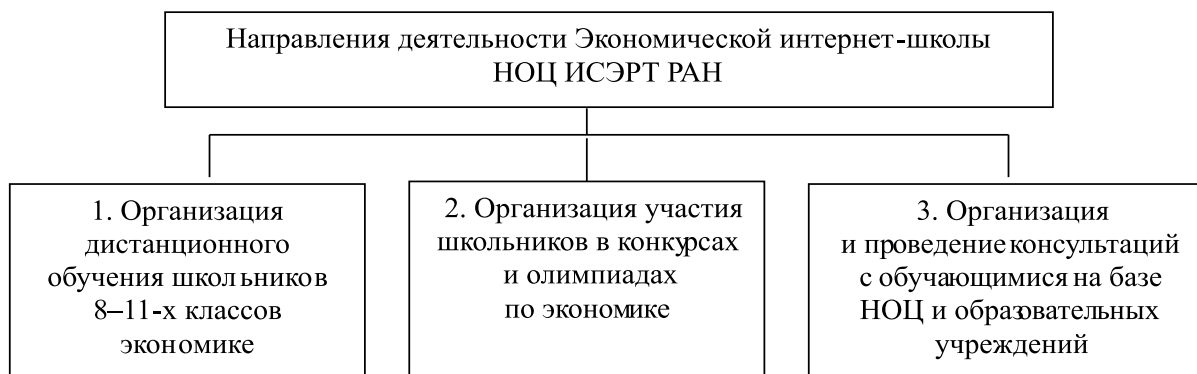 Направления деятельности Экономической интернет-школы
НОЦ ИСЭРТ РАН
1. Организация
дистанционного
обучения школьников
8–11-х классов
экономике
2. Организация участия
школьников в конкурсах
и олимпиадах
по экономике
3. Организация
и проведение консультаций
с обучающимися на базе
НОЦ и образовательных
учреждений